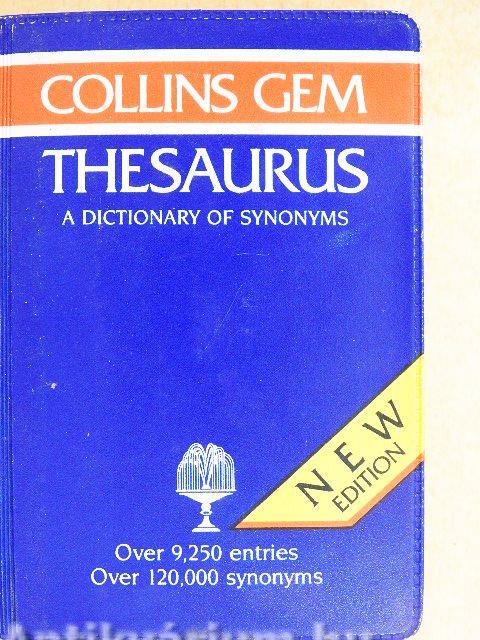 COLLINS GEM
THESAURUS
A DICTIONARY OF SYNONYMS
NEW
EDITION
Over 9,250 entries
Over 120,000 synonyms